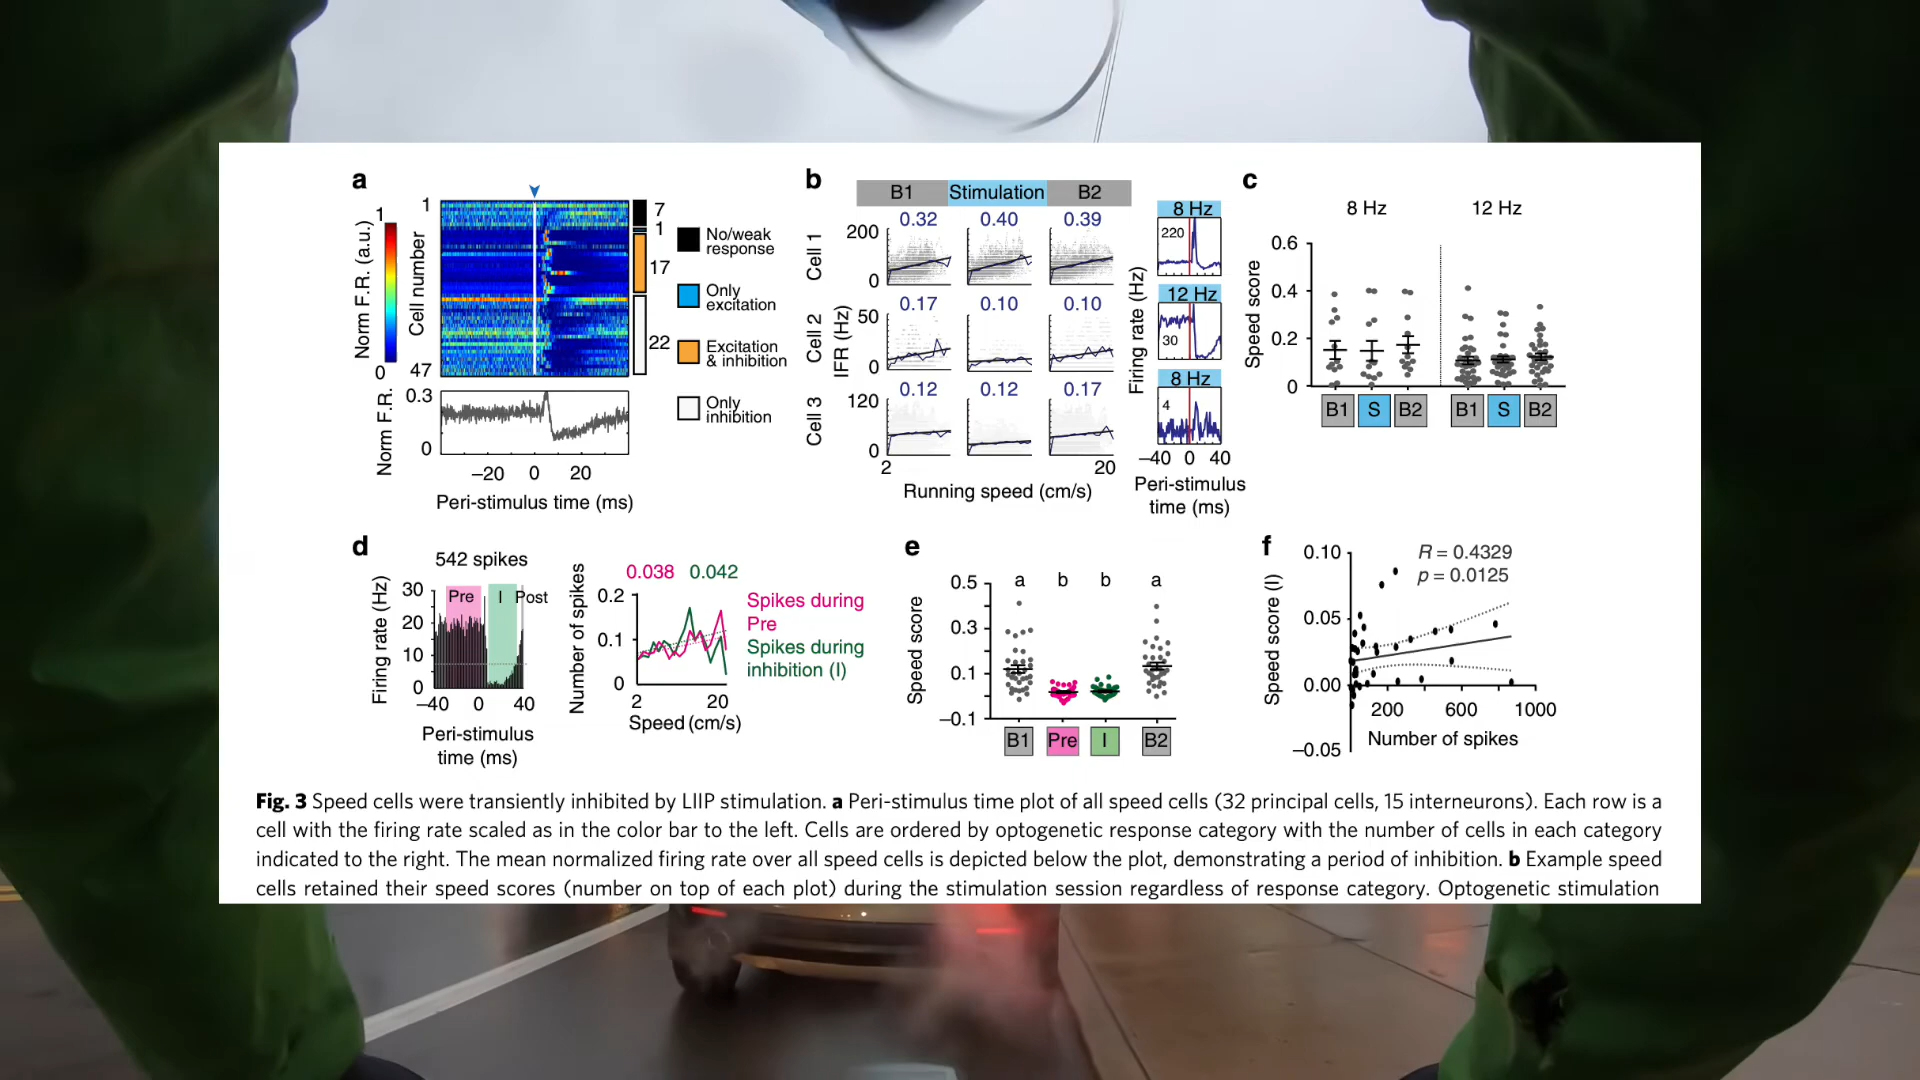 a
1
Norm F.R. (a.u.)
0
Cell number
1
47
7
1
17
22
No/weak
response
Only
excitation
Excitation
& inhibition
Only
inhibition
Norm F.R.
0.3
0
−20 0 20
Peri-stimulus time (ms)
b
B1 Stimulation B2
0.32 0.40 0.39
Cell 1
200
0
0.17 0.10 0.10
Cell 2
50
0
IFR (Hz)
0.12 0.12 0.17
Cell 3
120
0
2 20
Running speed (cm/s)
Firing rate (Hz)
8 Hz
220
12 Hz
30
8 Hz
4
−40 0 40
Peri-stimulus
time (ms)
c
8 Hz 12 Hz
Speed score
0.6
0.4
0.2
0
B1 S B2 B1 S B2
d
542 spikes
Firing rate (Hz)
30
20
10
0
Pre I Post
−40 0 40
Peri-stimulus
time (ms)
0.038 0.042
Number of spikes
0.2
0.1
0
2 20
Speed (cm/s)
Spikes during
Pre
Spikes during
inhibition (I)
e
a b b a
Speed score
0.5
0.3
0.1
−0.1
B1 Pre I B2
f
R = 0.4329
p = 0.0125
Speed score (I)
0.10
0.05
0.00
−0.05
200 600 1000
Number of spikes
Fig. 3 Speed cells were transiently inhibited by LIIP stimulation. a Peri-stimulus time plot of all speed cells (32 principal cells, 15 interneurons). Each row is a
cell with the firing rate scaled as in the color bar to the left. Cells are ordered by optogenetic response category with the number of cells in each category
indicated to the right. The mean normalized firing rate over all speed cells is depicted below the plot, demonstrating a period of inhibition. b Example speed
cells retained their speed scores (number on top of each plot) during the stimulation session regardless of response category. Optogenetic stimulation